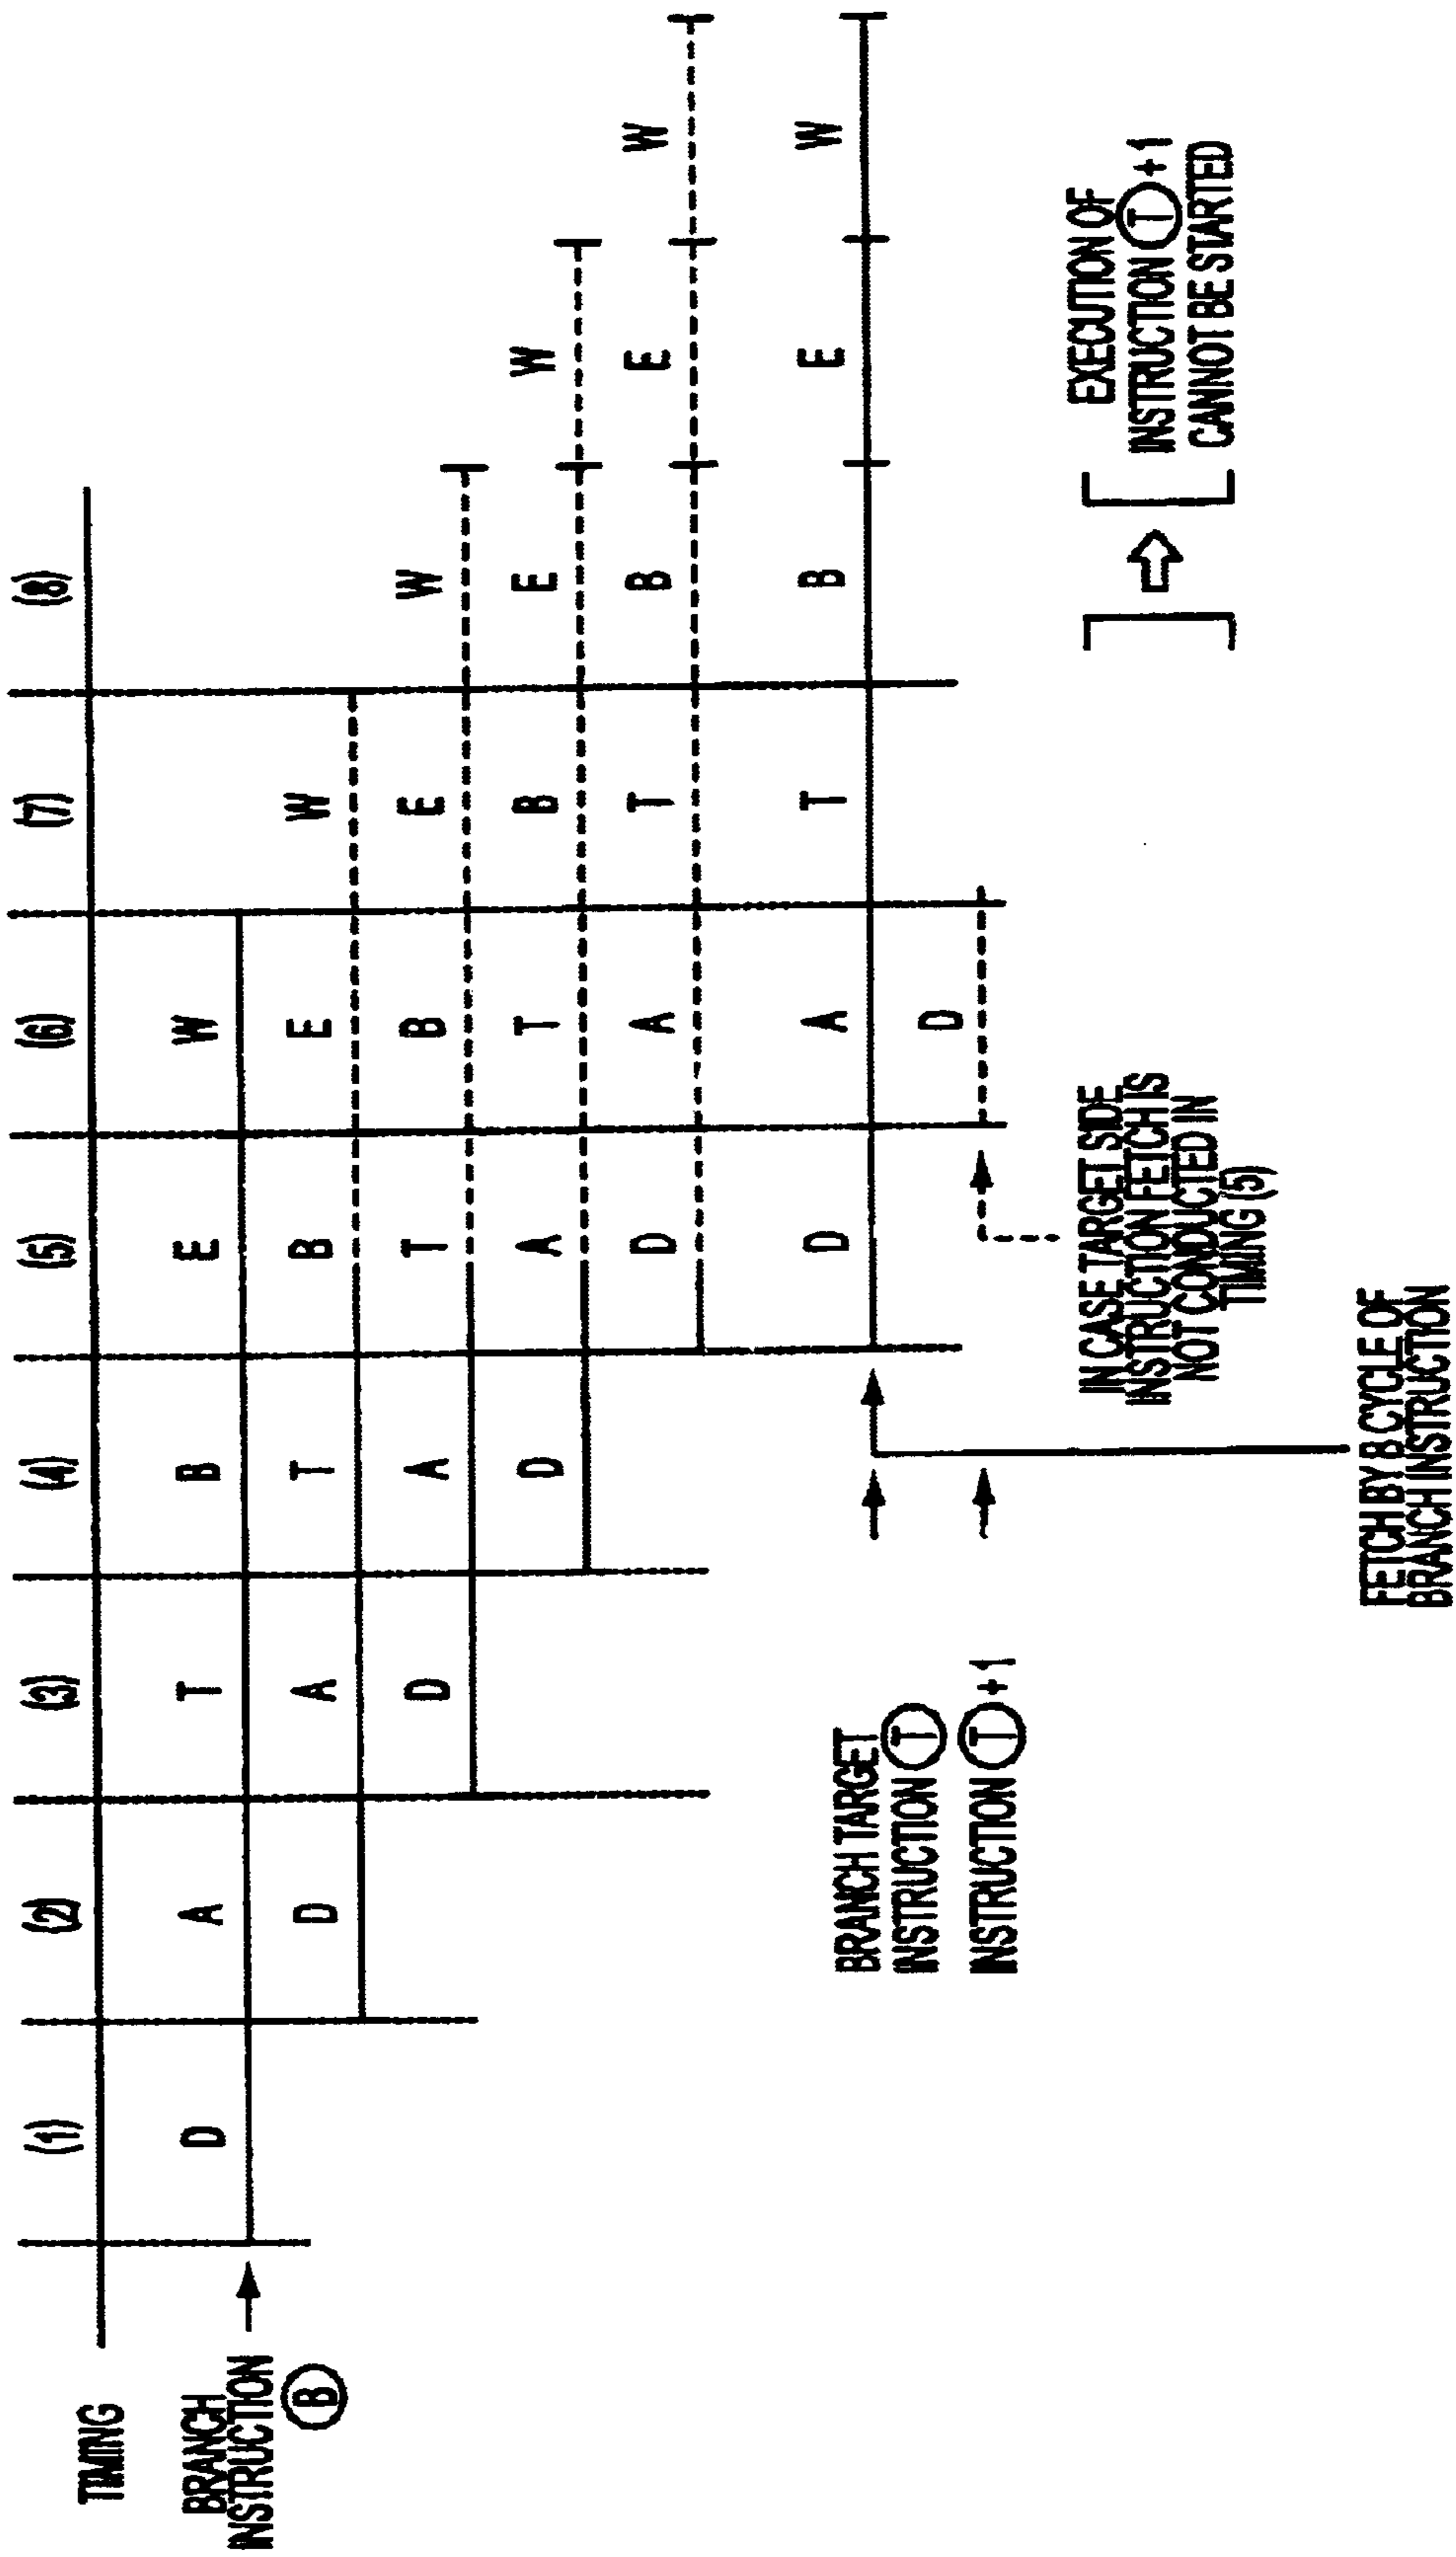 TIMING (1) (2) (3) (4) (5) (6) (7) (8)
BRANCH
INSTRUCTION
Ⓑ
D A T B E W
D A T B E W
D A T B E W
D A T B E W
D A T B E W
BRANCH TARGET
INSTRUCTION Ⓣ
D A T B E W
INSTRUCTION Ⓣ + 1
D
IN CASE TARGET SIDE
INSTRUCTION FETCH IS
NOT CONDUCTED IN
TIMING (5)
EXECUTION OF
INSTRUCTION Ⓣ + 1
CANNOT BE STARTED
FETCH BY B CYCLE OF
BRANCH INSTRUCTION